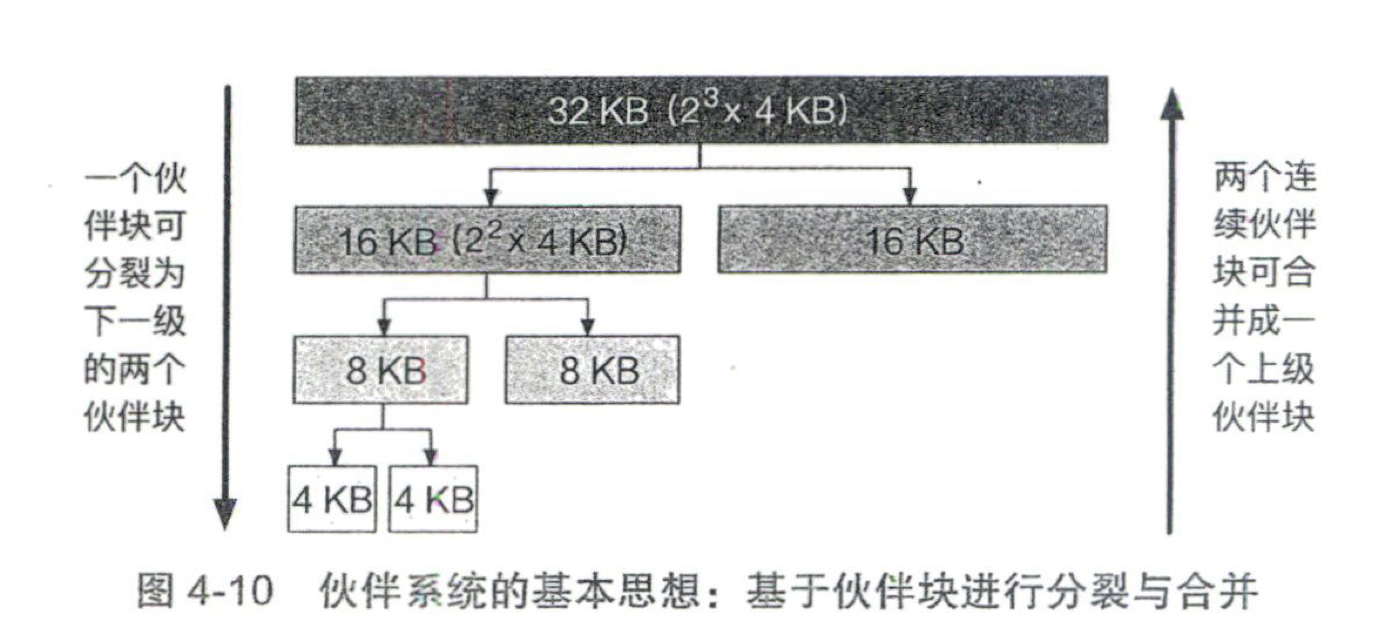 32 KB (2³x 4 KB)
一个伙
伴块可
分裂为
下一级
的两个
伙伴块
16 KB (2²x 4 KB)
16 KB
8 KB
8 KB
4 KB
4 KB
两个连
续伙伴
块可合
并成一
个上级
伙伴块
图 4-10 伙伴系统的基本思想：基于伙伴块进行分裂与合并